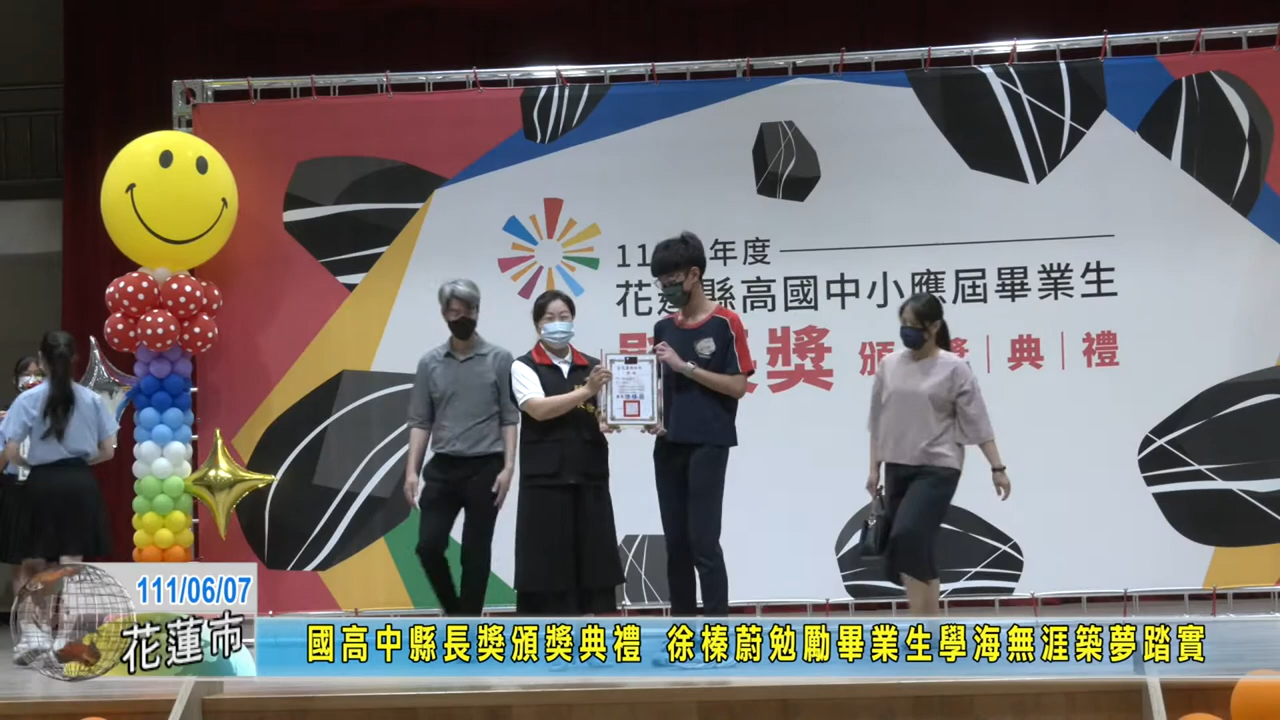 年度
花蓮縣高國中小應屆畢業生
獎 頒 典 禮
111/06/07
花蓮市
國高中縣長獎頒獎典禮 徐榛蔚勉勵畢業生學海無涯築夢踏實